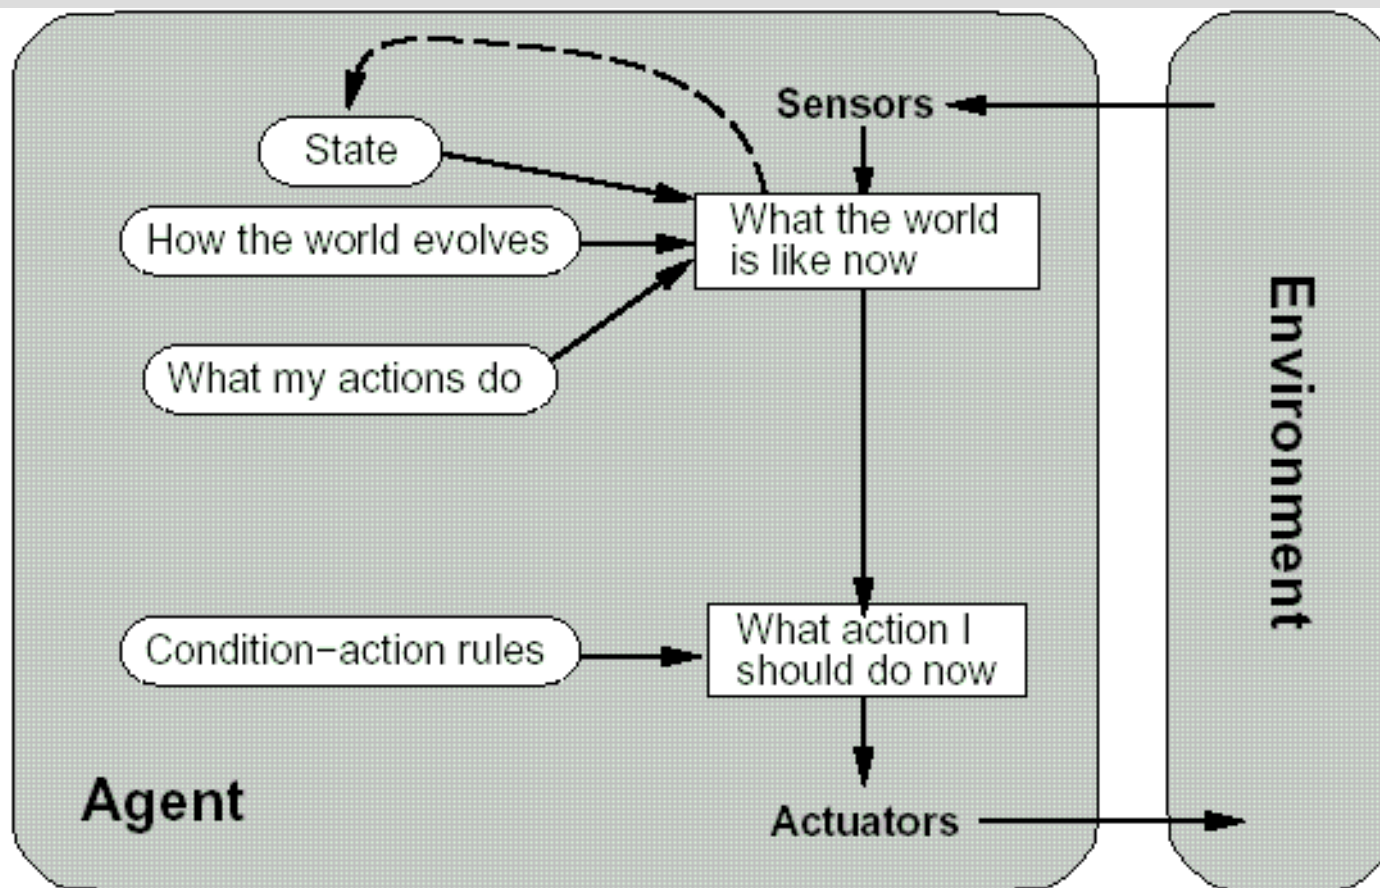 Sensors
State
What the world
is like now
How the world evolves
What my actions do
Environment
Condition−action rules
What action I
should do now
Agent
Actuators